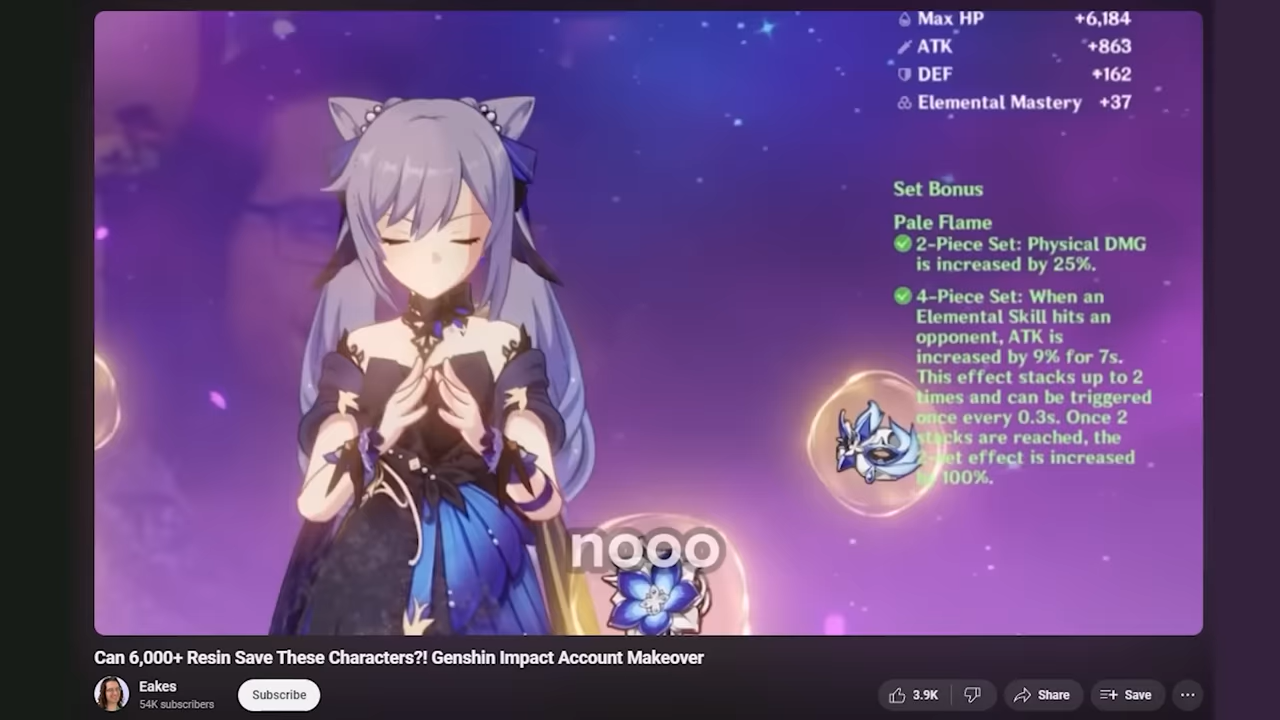 Max HP +6,184
ATK +863
DEF +162
Elemental Mastery +37
Set Bonus
Pale Flame
2-Piece Set: Physical DMG
is increased by 25%.
4-Piece Set: When an
Elemental Skill hits an
opponent, ATK is
increased by 9% for 7s.
This effect stacks up to 2
times and can be triggered
once every 0.3s. Once 2
stacks are reached, the
2-set effect is increased
by 100%.
nooo
Can 6,000+ Resin Save These Characters?! Genshin Impact Account Makeover
Eakes
54K subscribers
Subscribe
3.9K
Share
Save